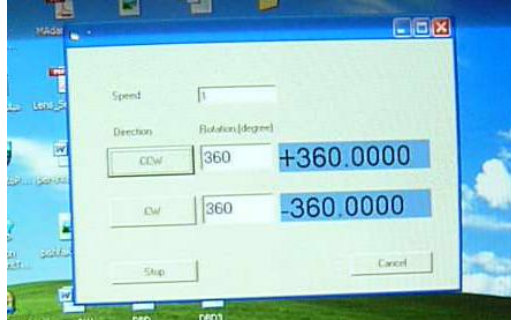 Speed
1
Direction
Rotation (degree)
CCW
360
+360.0000
CW
360
-360.0000
Stop
Cancel